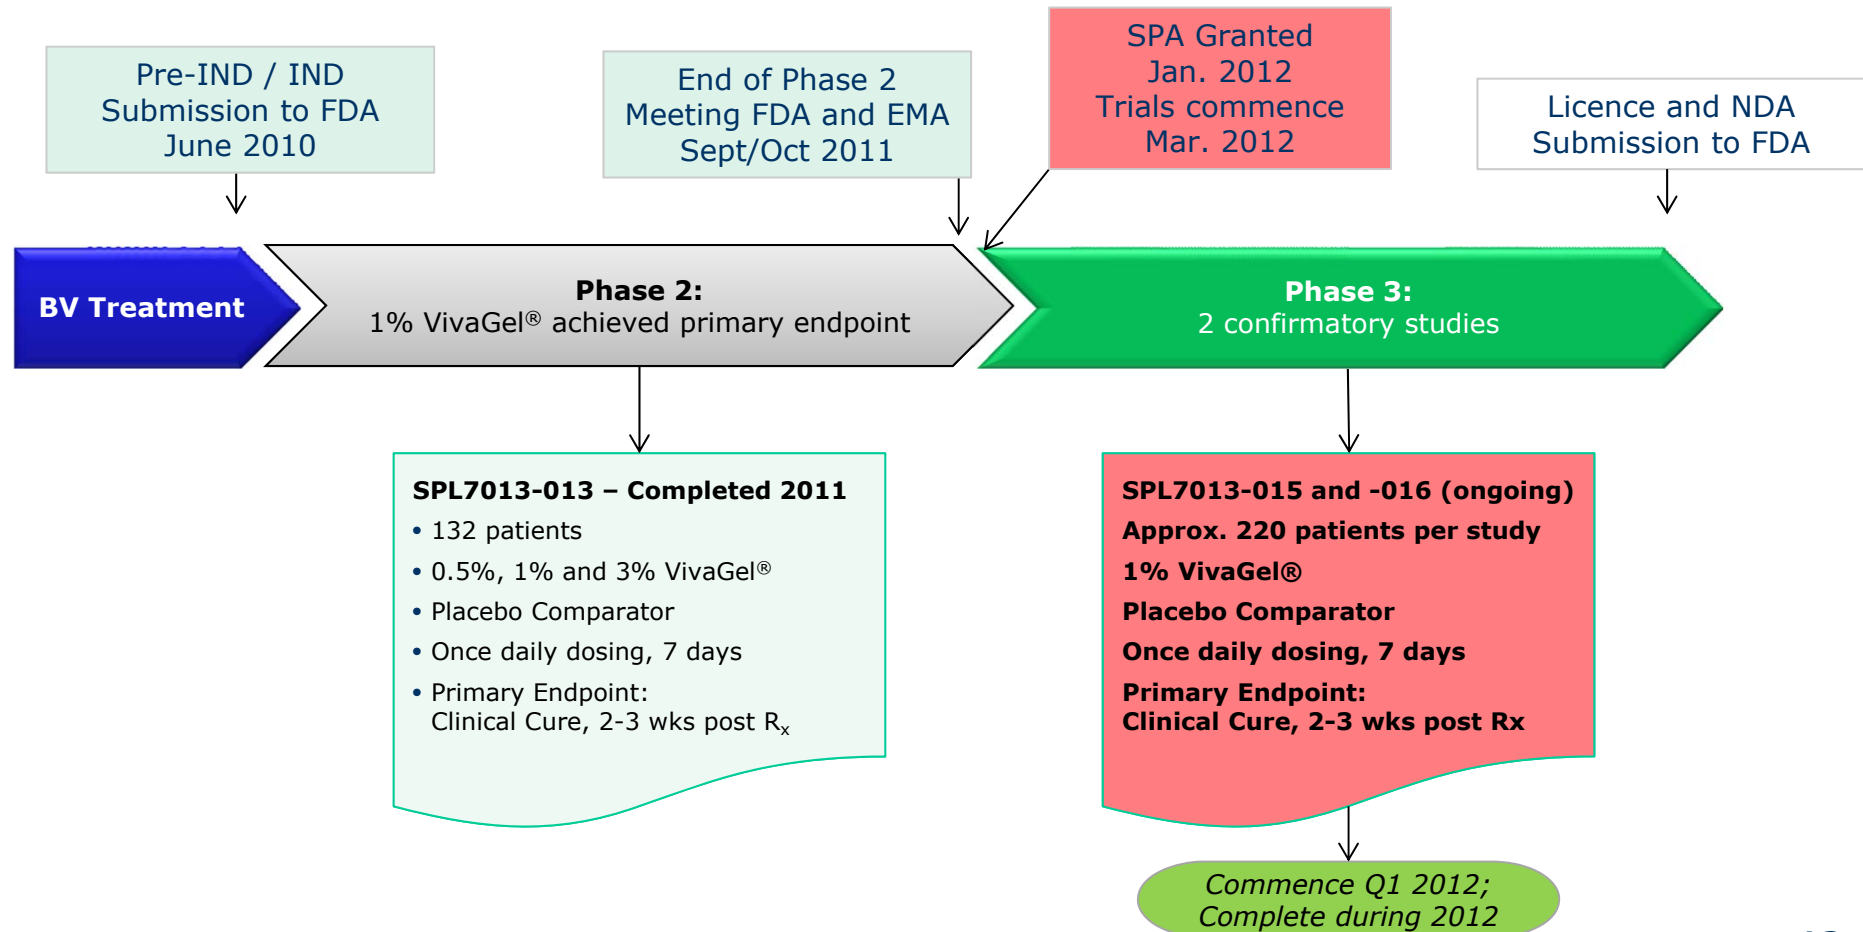 Pre-IND / IND
Submission to FDA
June 2010
End of Phase 2
Meeting FDA and EMA
Sept/Oct 2011
SPA Granted
Jan. 2012
Trials commence
Mar. 2012
Licence and NDA
Submission to FDA
BV Treatment
Phase 2:
1% VivaGel® achieved primary endpoint
Phase 3:
2 confirmatory studies
SPL7013-013 – Completed 2011
• 132 patients
• 0.5%, 1% and 3% VivaGel®
• Placebo Comparator
• Once daily dosing, 7 days
• Primary Endpoint:
Clinical Cure, 2-3 wks post Rx
SPL7013-015 and -016 (ongoing)
Approx. 220 patients per study
1% VivaGel®
Placebo Comparator
Once daily dosing, 7 days
Primary Endpoint:
Clinical Cure, 2-3 wks post Rx
Commence Q1 2012;
Complete during 2012